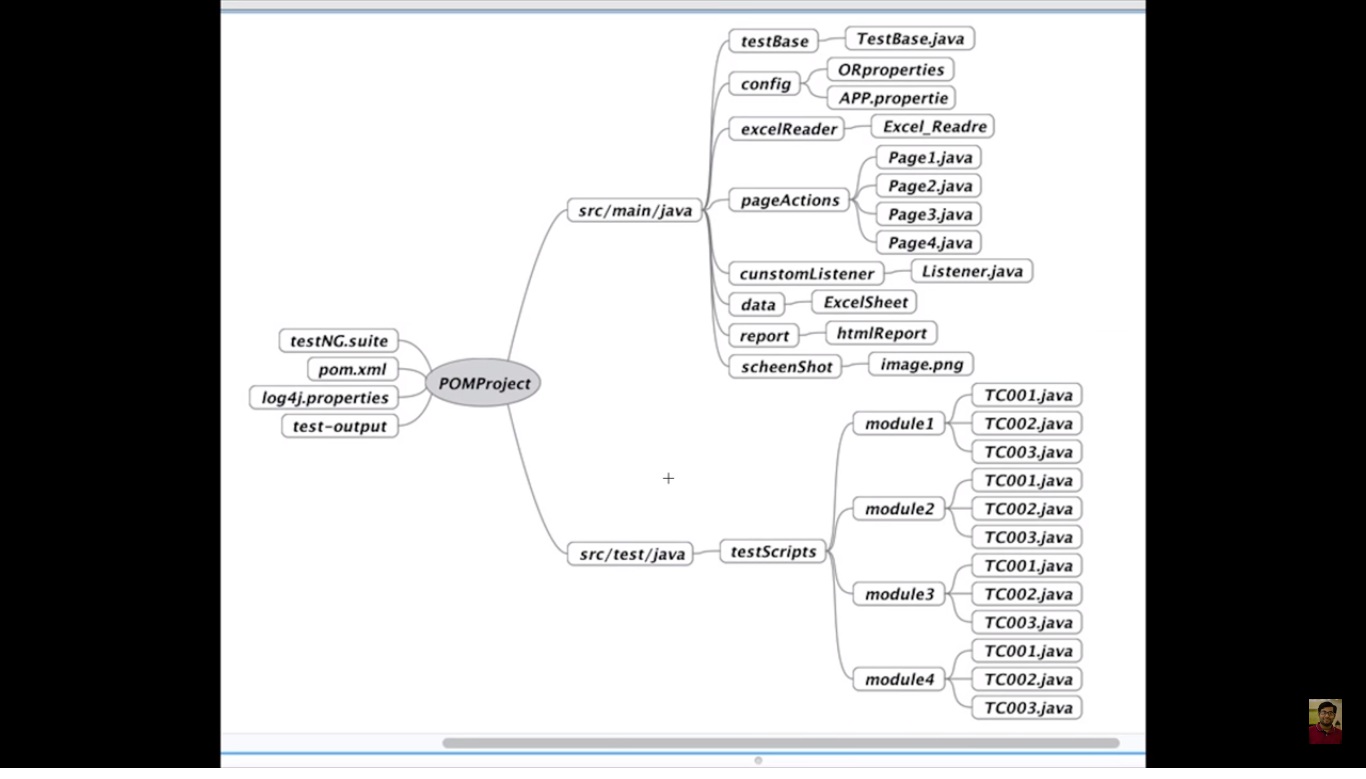 testBase
TestBase.java
config
ORproperties
APP.propertie
excelReader
Excel_Readre
pageActions
Page1.java
Page2.java
Page3.java
Page4.java
src/main/java
cunstomListener
Listener.java
data
ExcelSheet
report
htmlReport
scheenShot
image.png
testNG.suite
pom.xml
log4j.properties
test-output
POMProject
src/test/java
testScripts
module1
TC001.java
TC002.java
TC003.java
module2
TC001.java
TC002.java
TC003.java
module3
TC001.java
TC002.java
TC003.java
module4
TC001.java
TC002.java
TC003.java